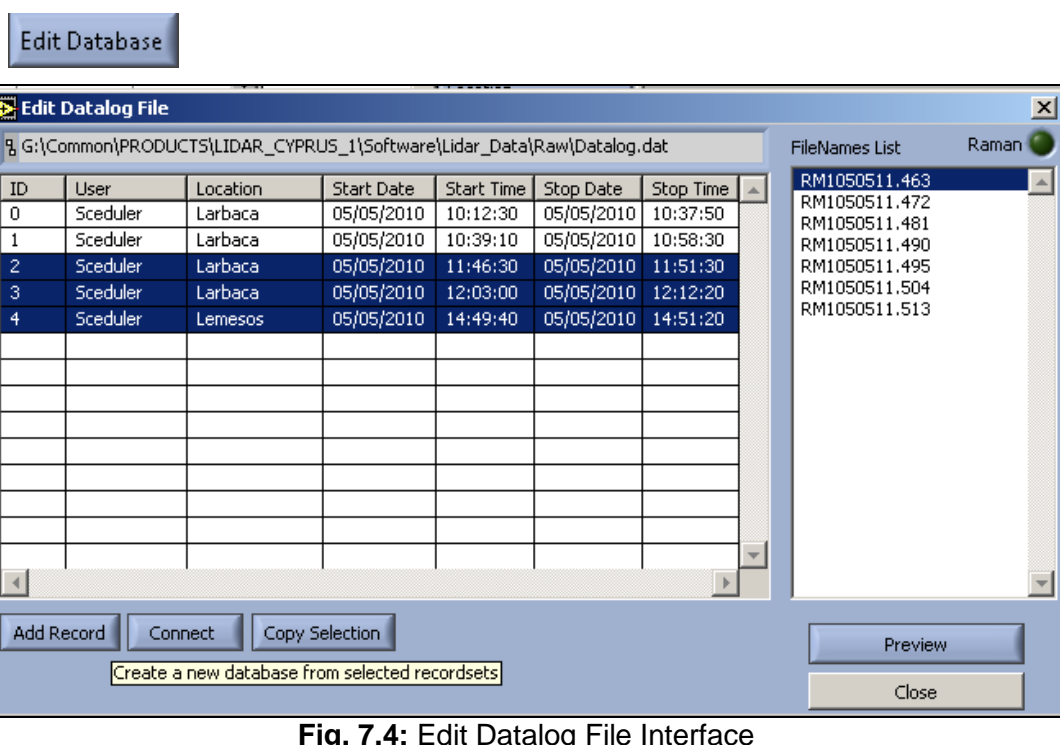 Edit Database
Edit Datalog File
G:\Common\PRODUCTS\LIDAR_CYPRUS_1\Software\Lidar_Data\Raw\Datalog.dat
FileNames List Raman
ID User Location Start Date Start Time Stop Date Stop Time
0 Sceduler Larbaca 05/05/2010 10:12:30 05/05/2010 10:37:50
1 Sceduler Larbaca 05/05/2010 10:39:10 05/05/2010 10:58:30
2 Sceduler Larbaca 05/05/2010 11:46:30 05/05/2010 11:51:30
3 Sceduler Larbaca 05/05/2010 12:03:00 05/05/2010 12:12:20
4 Sceduler Lemesos 05/05/2010 14:49:40 05/05/2010 14:51:20
RM1050511.463
RM1050511.472
RM1050511.481
RM1050511.490
RM1050511.495
RM1050511.504
RM1050511.513
Add Record Connect Copy Selection
Create a new database from selected recordsets
Preview
Close
Fig. 7.4: Edit Datalog File Interface